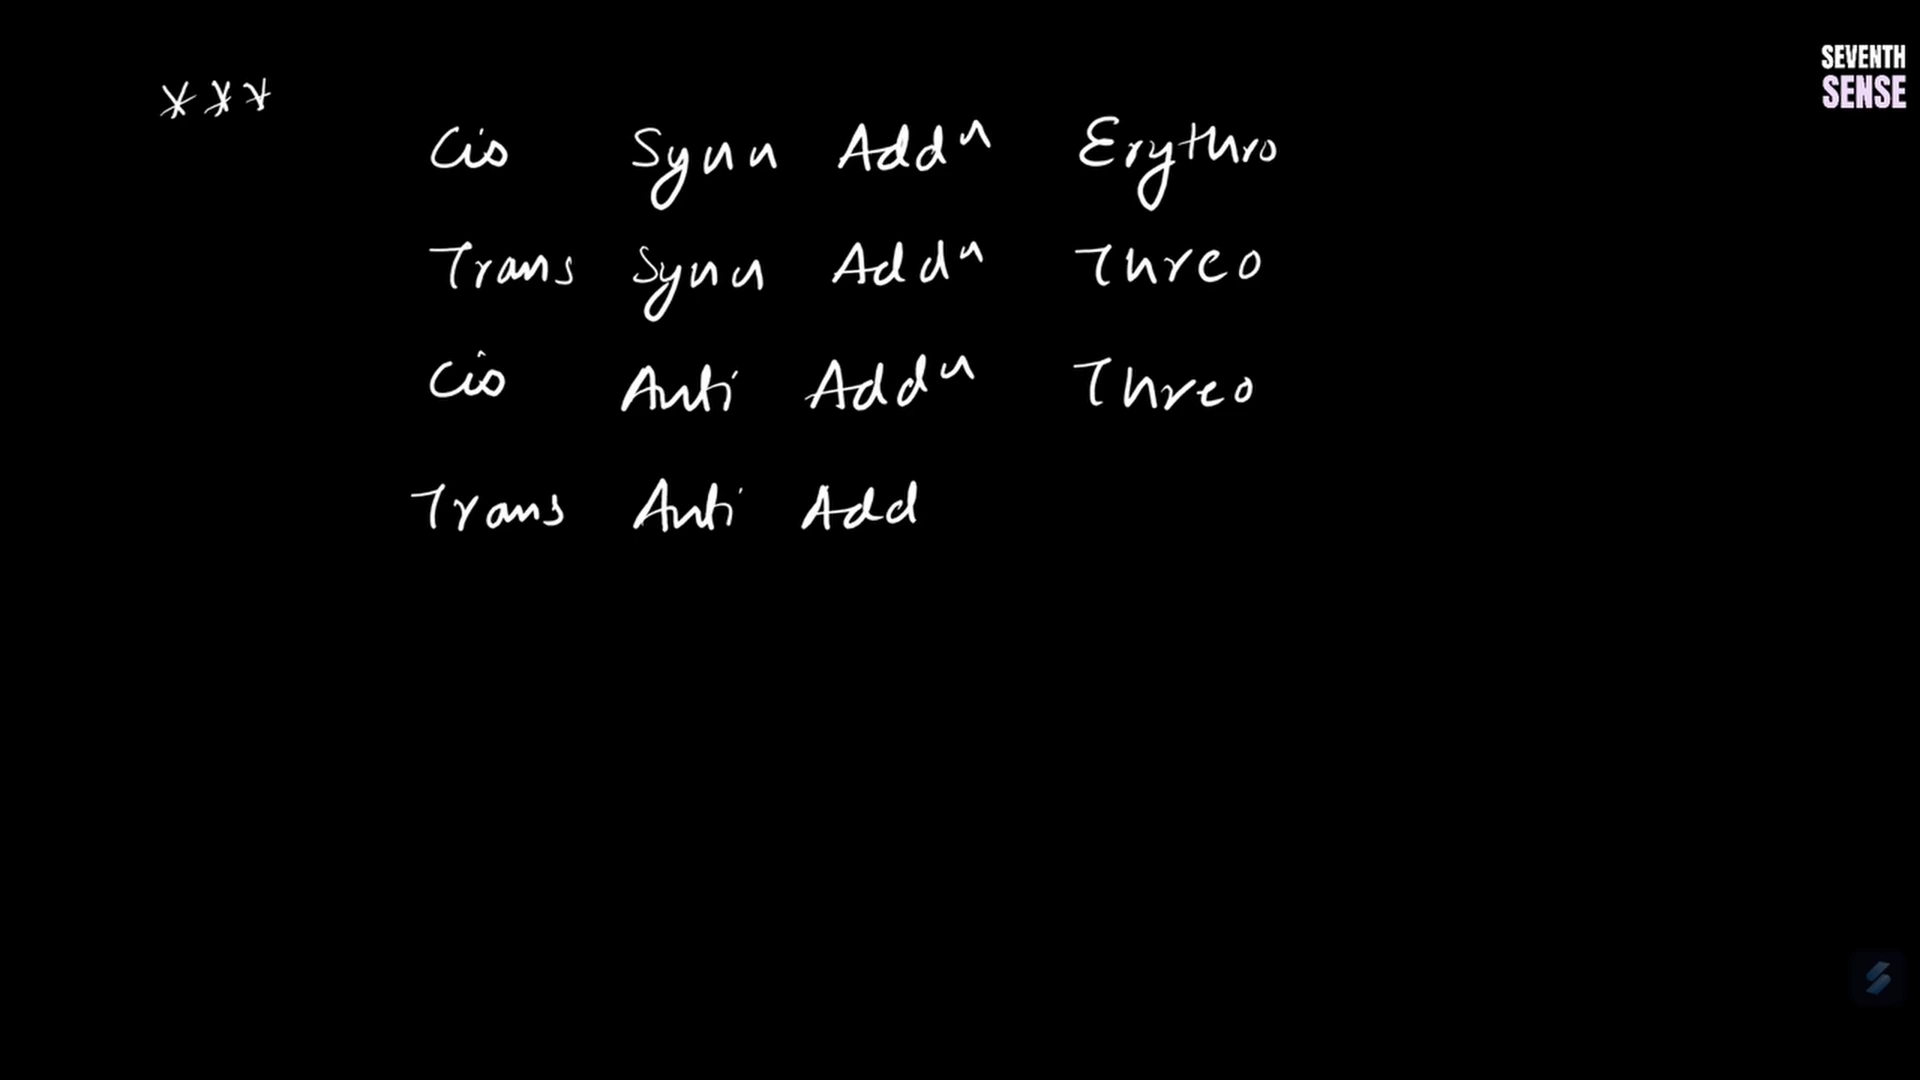 ***
SEVENTH
SENSE
Cis Synn Addⁿ Erythro
Trans Synn Addⁿ Threo
Cis Anti Addⁿ Threo
Trans Anti Add